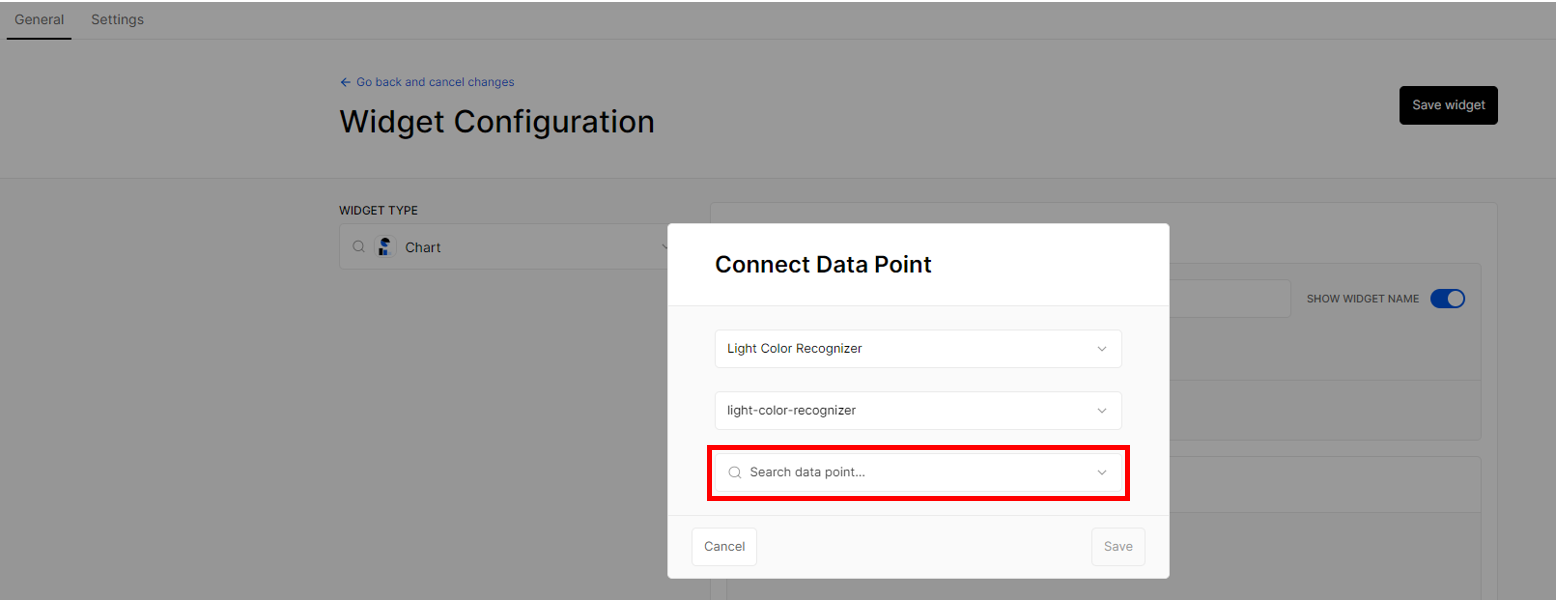 General Settings
Go back and cancel changes
Widget Configuration
Save widget
WIDGET TYPE
Chart
SHOW WIDGET NAME
Connect Data Point
Light Color Recognizer
light-color-recognizer
Search data point...
Cancel
Save